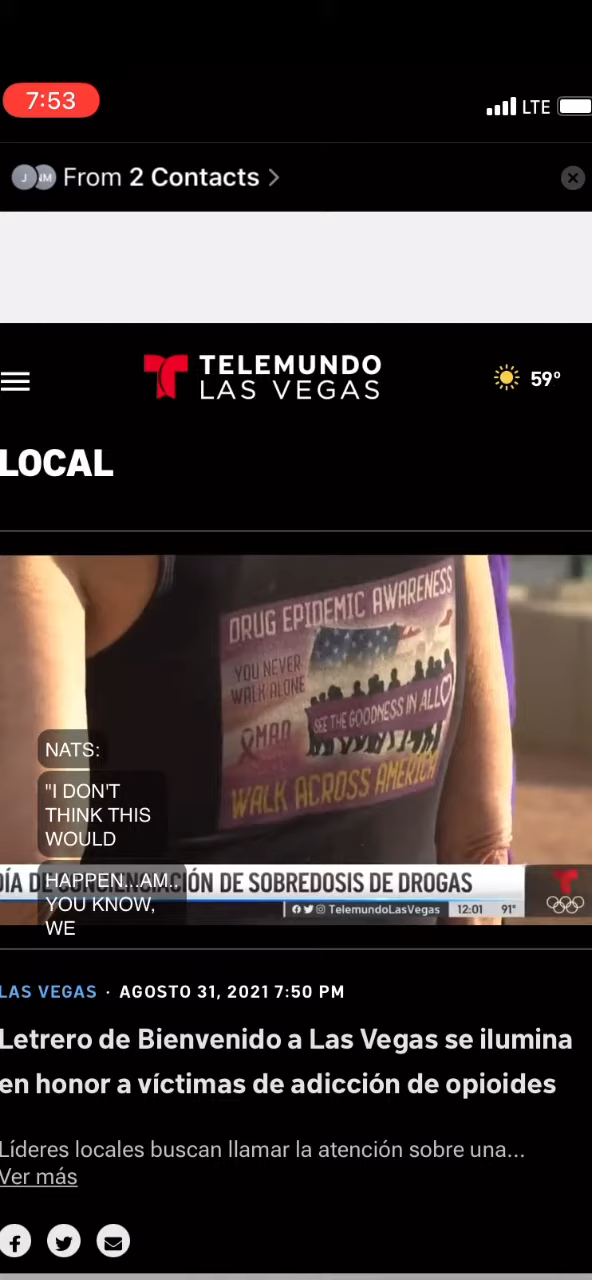 7:53
LTE
J NM From 2 Contacts >
TELEMUNDO
LAS VEGAS
59°
LOCAL
DRUG EPIDEMIC AWARENESS
YOU NEVER
WALK ALONE
SEE THE GOODNESS IN ALL
WALK ACROSS AMERICA
NATS:
"I DON'T
THINK THIS
WOULD
HAPPEN...AM..
YOU KNOW,
WE
DÍA DE CONCIENCIACIÓN DE SOBREDOSIS DE DROGAS
TelemundoLasVegas 12:01 91°
LAS VEGAS · AGOSTO 31, 2021 7:50 PM
Letrero de Bienvenido a Las Vegas se ilumina
en honor a víctimas de adicción de opioides
Líderes locales buscan llamar la atención sobre una...
Ver más